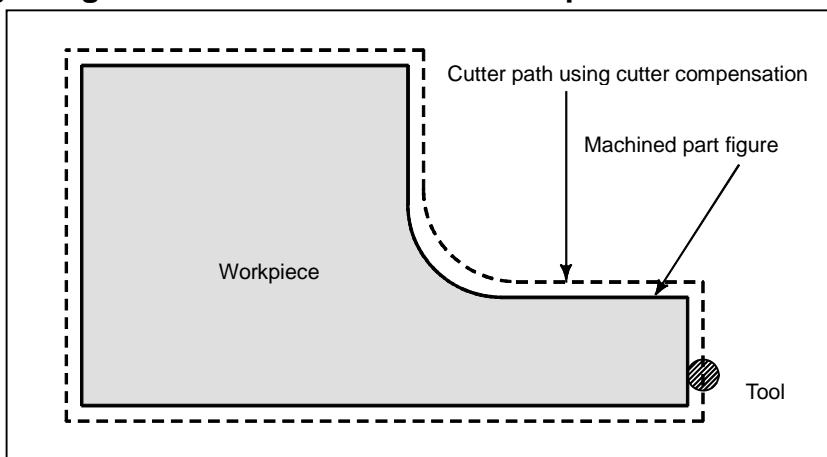 Cutter path using cutter compensation
Machined part figure
Workpiece
Tool